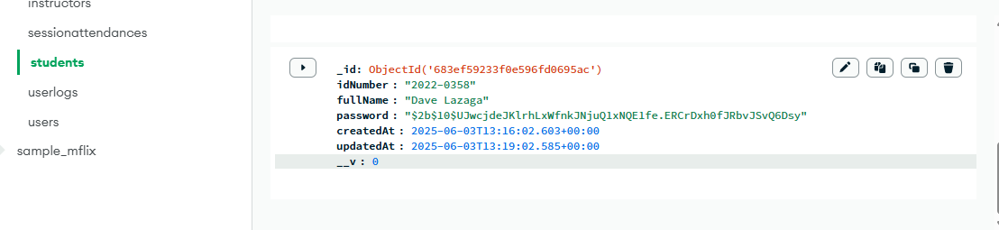 instructors
sessionattendances
students
userlogs
users
sample_mflix
_id: ObjectId('683ef59233f0e596fd0695ac')
idNumber : "2022-0358"
fullName : "Dave Lazaga"
password : "$2b$10$UJwcjdeJKlrhLxWfnkJNjuQ1xNQE1fe.ERCrDxh0fJRbvJSvQ6Dsy"
createdAt : 2025-06-03T13:16:02.603+00:00
updatedAt : 2025-06-03T13:19:02.585+00:00
__v : 0